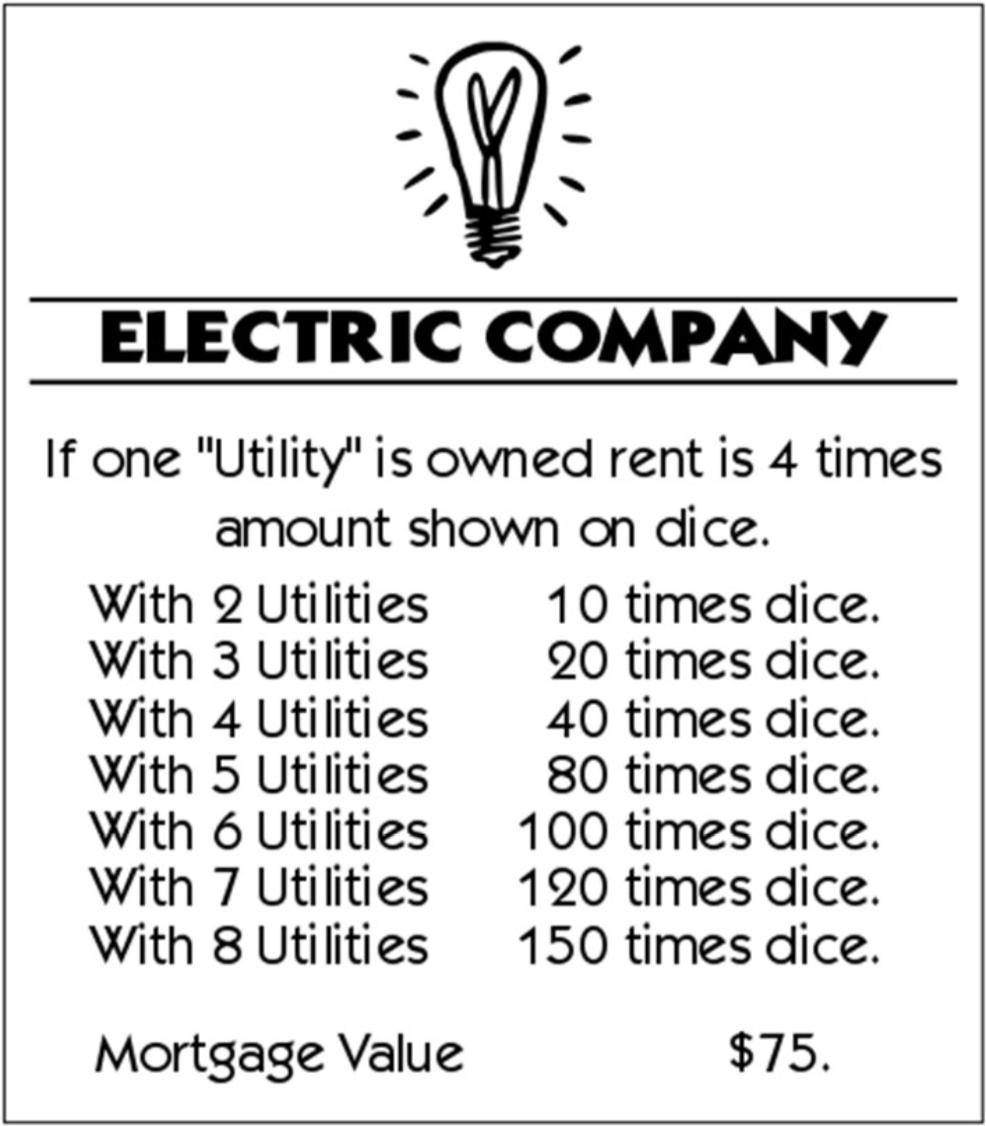 ELECTRIC COMPANY
If one "Utility" is owned rent is 4 times
amount shown on dice.
With 2 Utilities 10 times dice.
With 3 Utilities 20 times dice.
With 4 Utilities 40 times dice.
With 5 Utilities 80 times dice.
With 6 Utilities 100 times dice.
With 7 Utilities 120 times dice.
With 8 Utilities 150 times dice.
Mortgage Value $75.